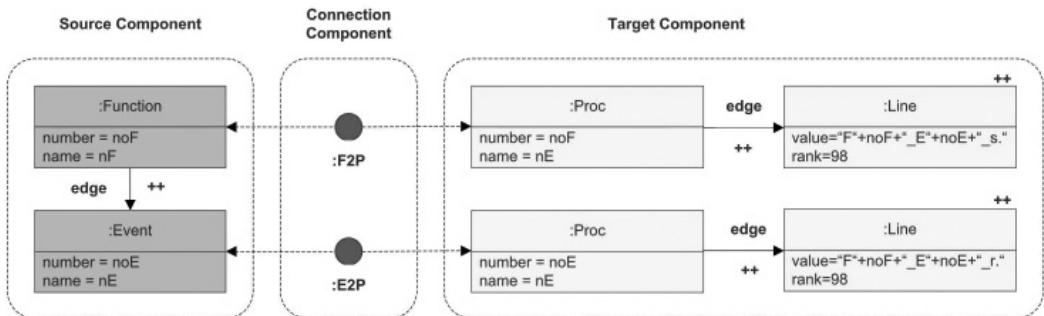 Source Component
Connection
Component
Target Component
:Function
number = noF
name = nF
edge
++
:Event
number = noE
name = nE
:F2P
:E2P
:Proc
number = noF
name = nE
edge
++
++
:Line
value="F"+noF+"_E"+noE+"_s."
rank=98
:Proc
number = noE
name = nE
edge
++
++
:Line
value="F"+noF+"_E"+noE+"_r."
rank=98